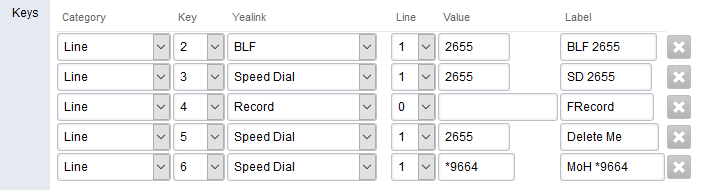 Keys
Category Key Yealink Line Value Label
Line 2 BLF 1 2655 BLF 2655
Line 3 Speed Dial 1 2655 SD 2655
Line 4 Record 0 FRecord
Line 5 Speed Dial 1 2655 Delete Me
Line 6 Speed Dial 1 *9664 MoH *9664